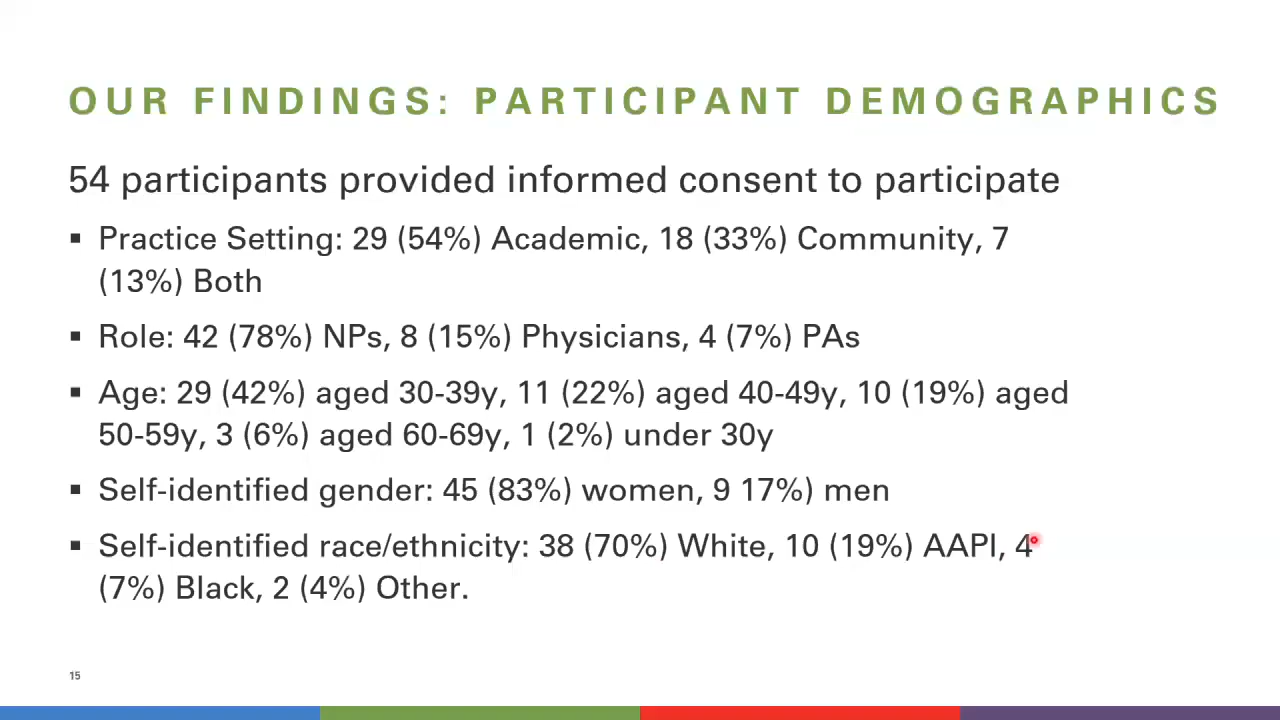 OUR FINDINGS: PARTICIPANT DEMOGRAPHICS
54 participants provided informed consent to participate
▪ Practice Setting: 29 (54%) Academic, 18 (33%) Community, 7
(13%) Both
▪ Role: 42 (78%) NPs, 8 (15%) Physicians, 4 (7%) PAs
▪ Age: 29 (42%) aged 30-39y, 11 (22%) aged 40-49y, 10 (19%) aged
50-59y, 3 (6%) aged 60-69y, 1 (2%) under 30y
▪ Self-identified gender: 45 (83%) women, 9 17%) men
▪ Self-identified race/ethnicity: 38 (70%) White, 10 (19%) AAPI, 4
(7%) Black, 2 (4%) Other.
15